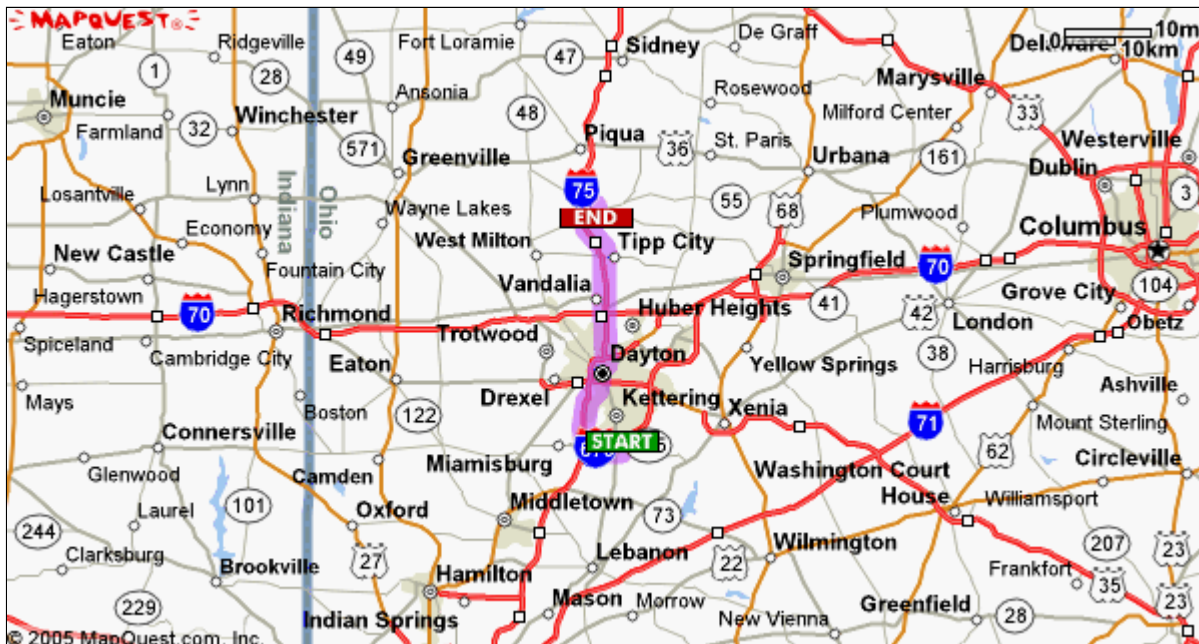 MAPQUEST®
0 10m
10km
Eaton
Ridgeville
49
Fort Loramie
47
Sidney
De Graff
Delaware
1
28
Ansonia
Rosewood
Marysville
Muncie
Winchester
48
Milford Center
33
Farmland
32
Piqua
36
St. Paris
Westerville
571
Greenville
Urbana
161
Dublin
Losantville
Lynn
Indiana
Ohio
75
55
68
3
Economy
Wayne Lakes
END
Plumwood
Columbus
New Castle
West Milton
Tipp City
Fountain City
Springfield
70
Hagerstown
Vandalia
104
70
Richmond
Huber Heights
41
42
Grove City
Spiceland
Trotwood
London
Obetz
Cambridge City
Eaton
Dayton
Yellow Springs
38
Harrisburg
Mays
Boston
122
Drexel
Kettering
Xenia
Ashville
71
Mount Sterling
Connersville
START
Glenwood
Camden
Miamisburg
Washington Court
House
62
Circleville
101
Middletown
Williamsport
Laurel
Oxford
73
244
Clarksburg
27
Lebanon
22
Wilmington
207
23
Brookville
Hamilton
Frankfort
35
229
Indian Springs
Mason
Morrow
New Vienna
Greenfield
28
23
© 2005 MapQuest.com, Inc.